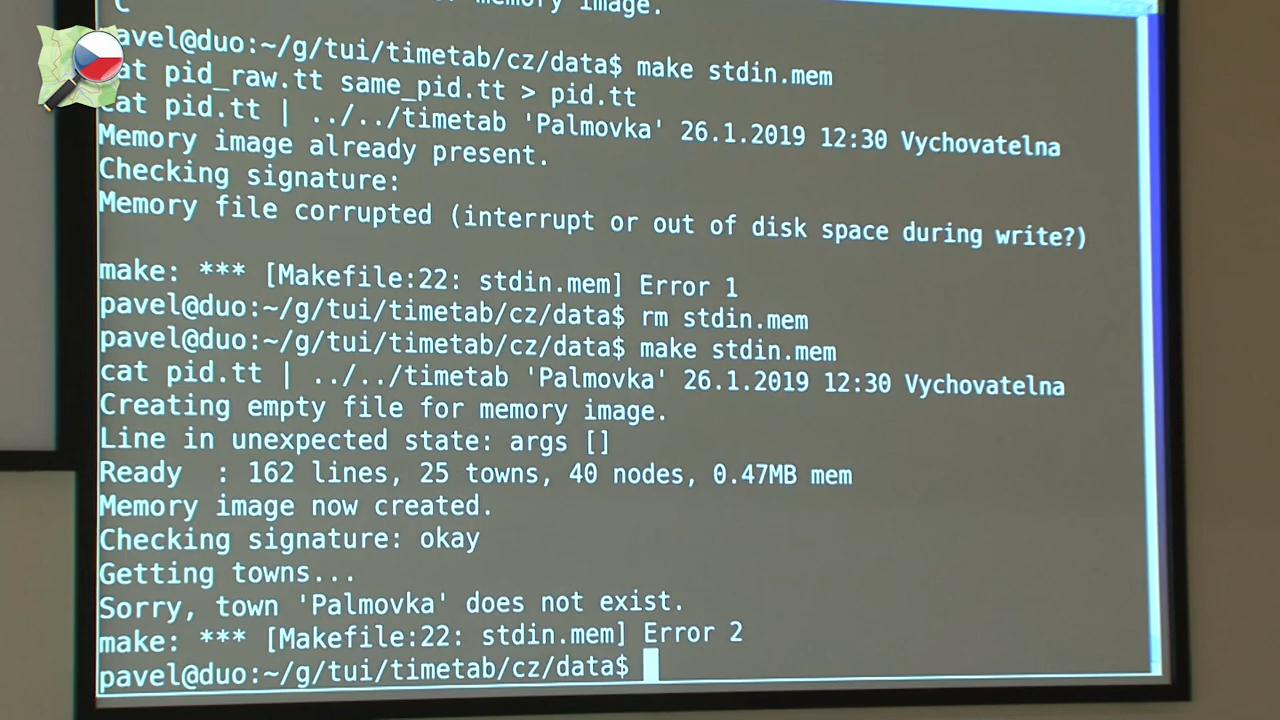 C
memory image.
pavel@duo:~/g/tui/timetab/cz/data$ make stdin.mem
cat pid_raw.tt same_pid.tt > pid.tt
cat pid.tt | ../../timetab 'Palmovka' 26.1.2019 12:30 Vychovatelna
Memory image already present.
Checking signature:
Memory file corrupted (interrupt or out of disk space during write?)
make: *** [Makefile:22: stdin.mem] Error 1
pavel@duo:~/g/tui/timetab/cz/data$ rm stdin.mem
pavel@duo:~/g/tui/timetab/cz/data$ make stdin.mem
cat pid.tt | ../../timetab 'Palmovka' 26.1.2019 12:30 Vychovatelna
Creating empty file for memory image.
Line in unexpected state: args []
Ready  : 162 lines, 25 towns, 40 nodes, 0.47MB mem
Memory image now created.
Checking signature: okay
Getting towns...
Sorry, town 'Palmovka' does not exist.
make: *** [Makefile:22: stdin.mem] Error 2
pavel@duo:~/g/tui/timetab/cz/data$